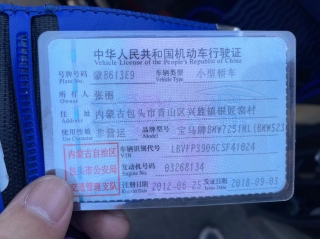 中华人民共和国机动车行驶证
Vehicle License of the People's Republic of China
号牌号码 蒙B613E9 车辆类型 小型轿车
Plate No. Vehicle Type
所有人 张丽
Owner
住址 内蒙古包头市青山区兴胜镇银匠窑村
Address
使用性质 非营运 品牌型号 宝马牌BMW7251ML(BMW523
Use Character Model
内蒙古自治区 车辆识别代号 LBVFP3906CSF41024
VIN
包头市公安局 发动机号码 03268134
Engine No.
交通管理支队 注册日期 2012-06-25 发证日期 2018-09-03
Register Date Issue Date